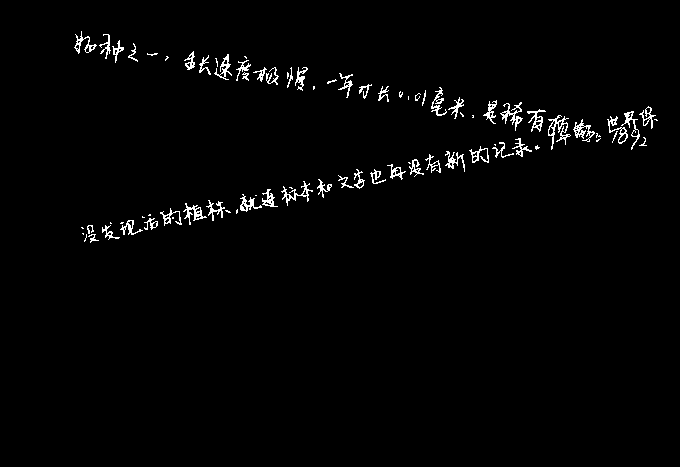 物种之一，生长速度极慢，一年才长0.01毫米，是稀有。世界保
没发现活的植株，就连标本和文字也再没有新的记录。1892